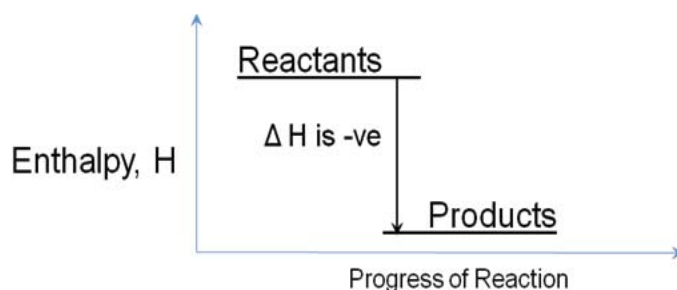 Reactants
Δ H is -ve
Enthalpy, H
Products
Progress of Reaction